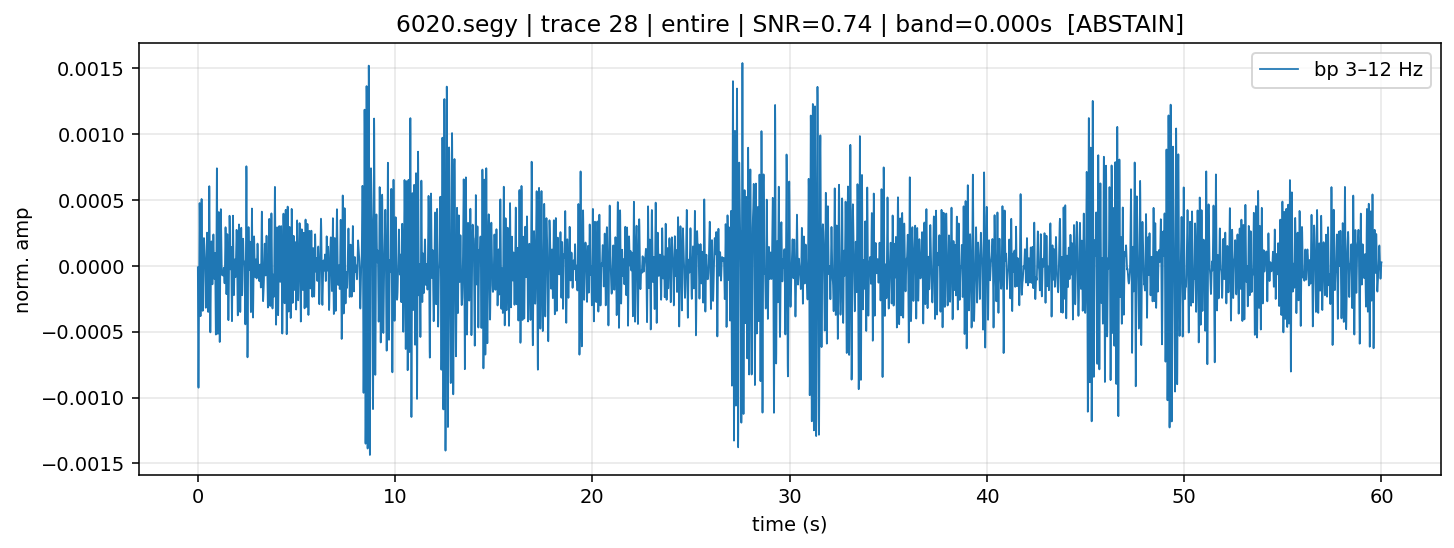 6020.segy | trace 28 | entire | SNR=0.74 | band=0.000s  [ABSTAIN]
bp 3–12 Hz
norm. amp
0.0015
0.0010
0.0005
0.0000
−0.0005
−0.0010
−0.0015
0 10 20 30 40 50 60
time (s)